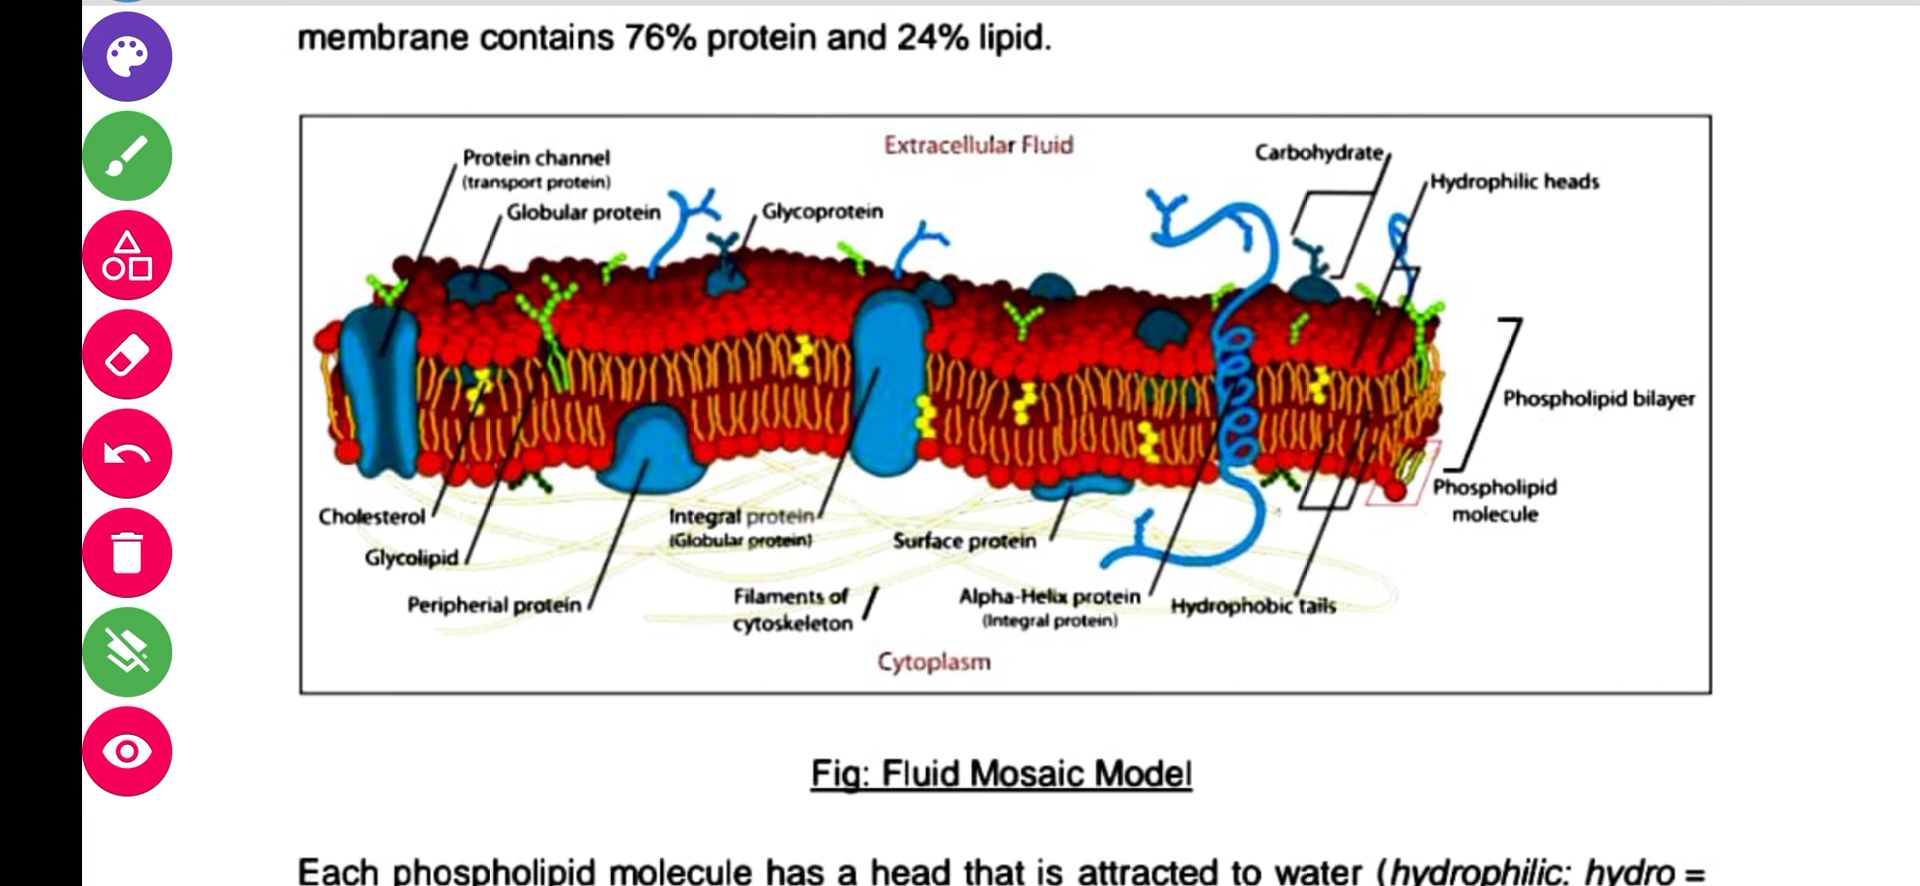 membrane contains 76% protein and 24% lipid.
Extracellular Fluid
Protein channel
(transport protein)
Globular protein
Glycoprotein
Carbohydrate
Hydrophilic heads
Phospholipid bilayer
Phospholipid
molecule
Cholesterol
Glycolipid
Peripherial protein
Integral protein
(Globular protein)
Surface protein
Filaments of
cytoskeleton
Alpha-Helix protein
(Integral protein)
Hydrophobic tails
Cytoplasm
Fig: Fluid Mosaic Model
Each phospholipid molecule has a head that is attracted to water (hydrophilic: hydro =